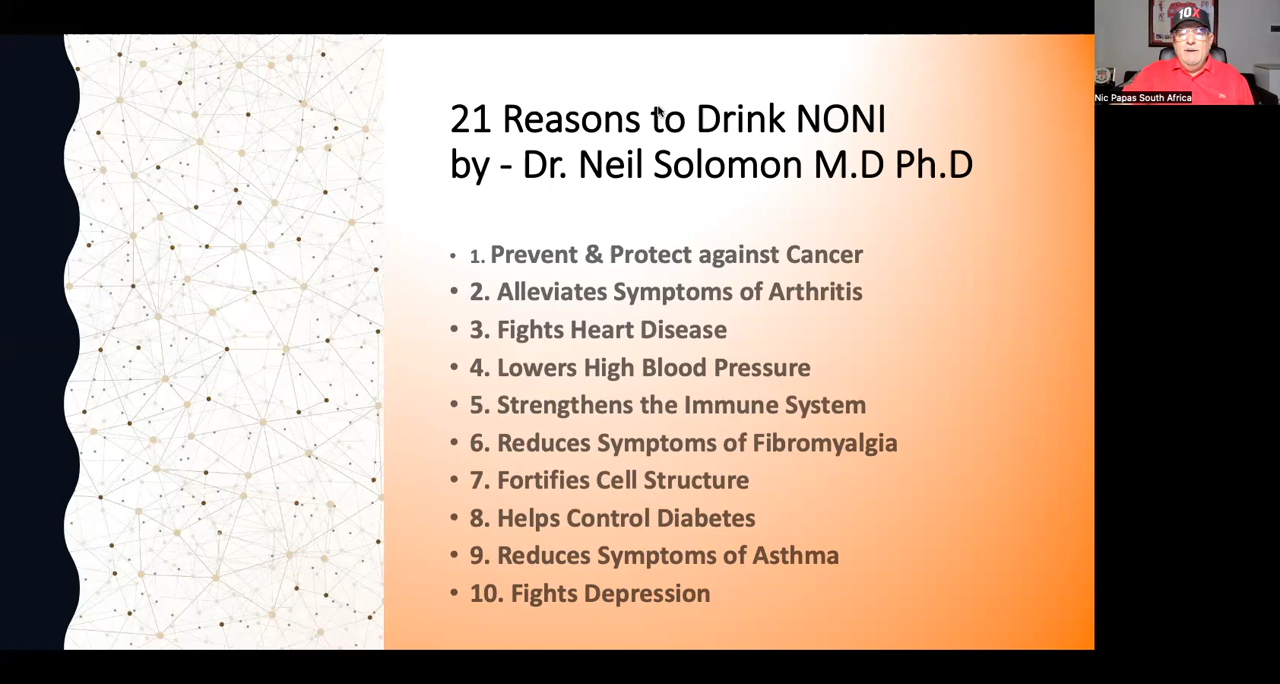 21 Reasons to Drink NONI
by - Dr. Neil Solomon M.D Ph.D
• 1. Prevent & Protect against Cancer
• 2. Alleviates Symptoms of Arthritis
• 3. Fights Heart Disease
• 4. Lowers High Blood Pressure
• 5. Strengthens the Immune System
• 6. Reduces Symptoms of Fibromyalgia
• 7. Fortifies Cell Structure
• 8. Helps Control Diabetes
• 9. Reduces Symptoms of Asthma
• 10. Fights Depression
10X
Nic Papas South Africa